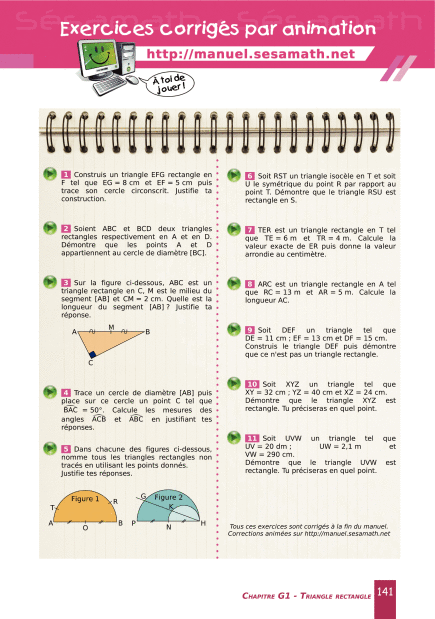 Sésamath Sésamath
Exercices corrigés par animation
http://manuel.sesamath.net
À toi de
jouer !
1 Construis un triangle EFG rectangle en
F tel que EG = 8 cm et EF = 5 cm puis
trace son cercle circonscrit. Justifie ta
construction.
2 Soient ABC et BCD deux triangles
rectangles respectivement en A et en D.
Démontre que les points A et D
appartiennent au cercle de diamètre [BC].
3 Sur la figure ci-dessous, ABC est un
triangle rectangle en C, M est le milieu du
segment [AB] et CM = 2 cm. Quelle est la
longueur du segment [AB] ? Justifie ta
réponse.
A M B
C
4 Trace un cercle de diamètre [AB] puis
place sur ce cercle un point C tel que
BAC = 50°. Calcule les mesures des
angles ACB et ABC en justifiant tes
réponses.
5 Dans chacune des figures ci-dessous,
nomme tous les triangles rectangles non
tracés en utilisant les points donnés.
Justifie tes réponses.
Figure 1
T R
A O B
Figure 2
G K
P N H
6 Soit RST un triangle isocèle en T et soit
U le symétrique du point R par rapport au
point T. Démontre que le triangle RSU est
rectangle en S.
7 TER est un triangle rectangle en T tel
que TE = 6 m et TR = 4 m. Calcule la
valeur exacte de ER puis donne la valeur
arrondie au centimètre.
8 ARC est un triangle rectangle en A tel
que RC = 13 m et AR = 5 m. Calcule la
longueur AC.
9 Soit DEF un triangle tel que
DE = 11 cm ; EF = 13 cm et DF = 15 cm.
Construis le triangle DEF puis démontre
que ce n'est pas un triangle rectangle.
10 Soit XYZ un triangle tel que
XY = 32 cm ; YZ = 40 cm et XZ = 24 cm.
Démontre que le triangle XYZ est
rectangle. Tu préciseras en quel point.
11 Soit UVW un triangle tel que
UV = 20 dm ; UW = 2,1 m et
VW = 290 cm.
Démontre que le triangle UVW est
rectangle. Tu préciseras en quel point.
Tous ces exercices sont corrigés à la fin du manuel.
Corrections animées sur http://manuel.sesamath.net
CHAPITRE G1 - TRIANGLE RECTANGLE 141